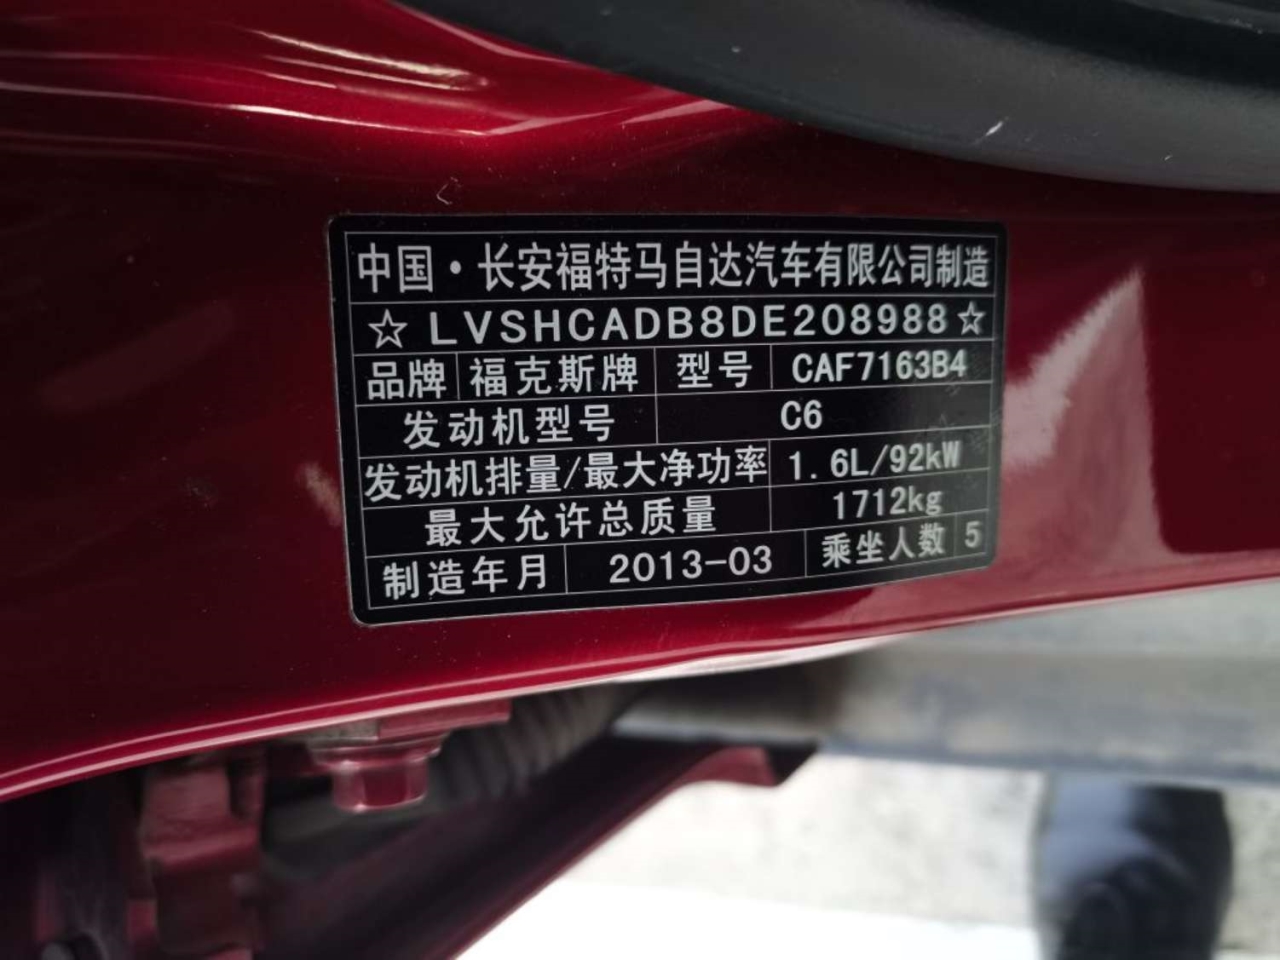 中国·长安福特马自达汽车有限公司制造
☆LVSHCADB8DE208988☆
品牌 福克斯牌 型号 CAF7163B4
发动机型号 C6
发动机排量/最大净功率 1.6L/92kW
最大允许总质量 1712kg
制造年月 2013-03 乘坐人数 5